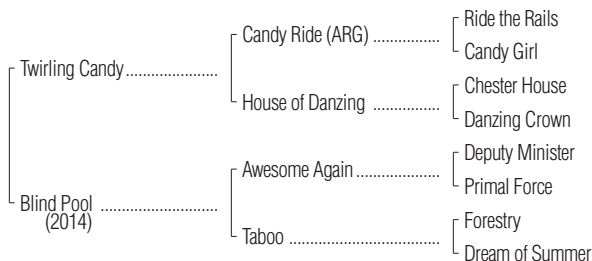 Ride the Rails
Candy Ride (ARG) ................
Candy Girl
Twirling Candy......................
Chester House
House of Danzing ................
Danzing Crown
Deputy Minister
Awesome Again ....................
Primal Force
Blind Pool ............................
(2014)
Forestry
Taboo ....................................
Dream of Summer